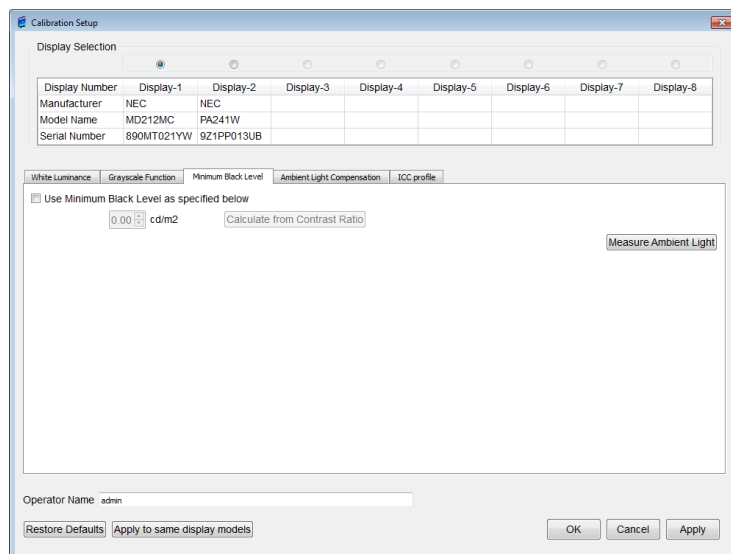 Calibration Setup
Display Selection
Display Number Display-1 Display-2 Display-3 Display-4 Display-5 Display-6 Display-7 Display-8
Manufacturer NEC NEC
Model Name MD212MC PA241W
Serial Number 890MT021YW 9Z1PP013UB
White Luminance Grayscale Function Minimum Black Level Ambient Light Compensation ICC profile
Use Minimum Black Level as specified below
0.00 cd/m2 Calculate from Contrast Ratio
Measure Ambient Light
Operator Name admin
Restore Defaults Apply to same display models OK Cancel Apply